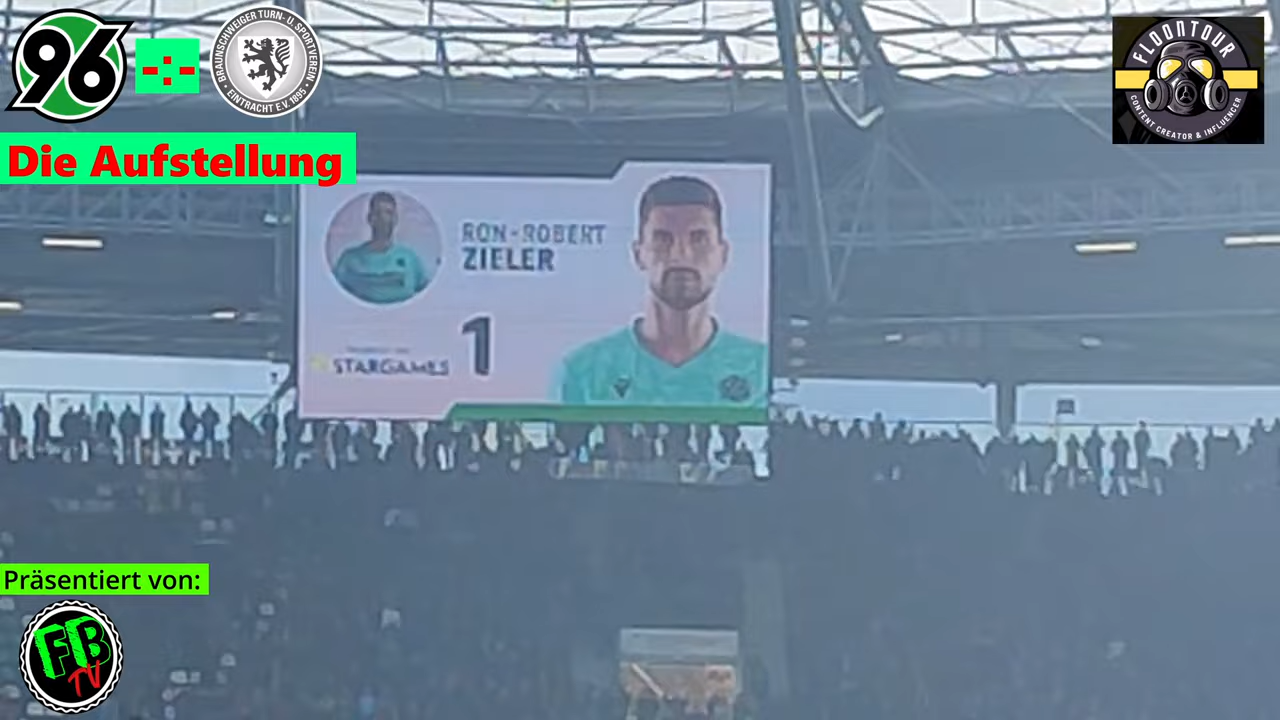 96
-:-
BRAUNSCHWEIGER TURN- U. SPORTVEREIN
EINTRACHT E.V. 1895
FLOONTOUR
CONTENT CREATOR & INFLUENCER
Die Aufstellung
RON-ROBERT
ZIELER
1
STARGAMES
Präsentiert von:
FB
TV